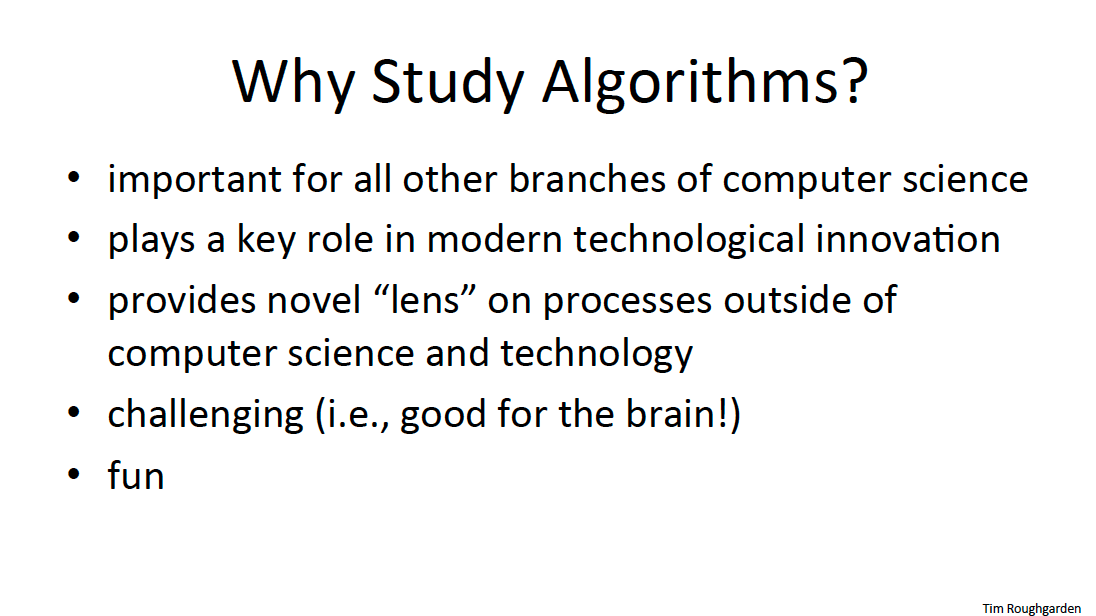 Why Study Algorithms?
• important for all other branches of computer science
• plays a key role in modern technological innovation
• provides novel “lens” on processes outside of
computer science and technology
• challenging (i.e., good for the brain!)
• fun
Tim Roughgarden